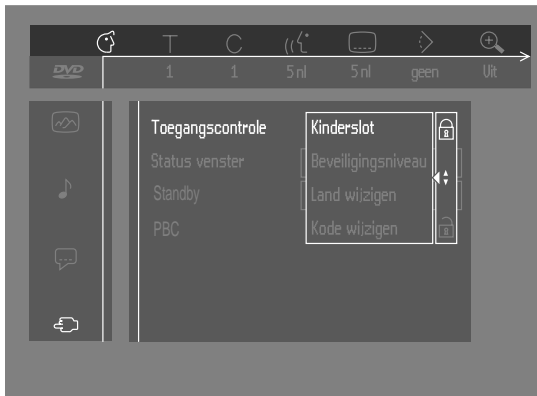 T C
DVD 1 1 5 nl 5 nl geen Uit
Toegangscontrole Kinderslot
Status venster Beveiligingsniveau
Standby Land wijzigen
PBC Kode wijzigen